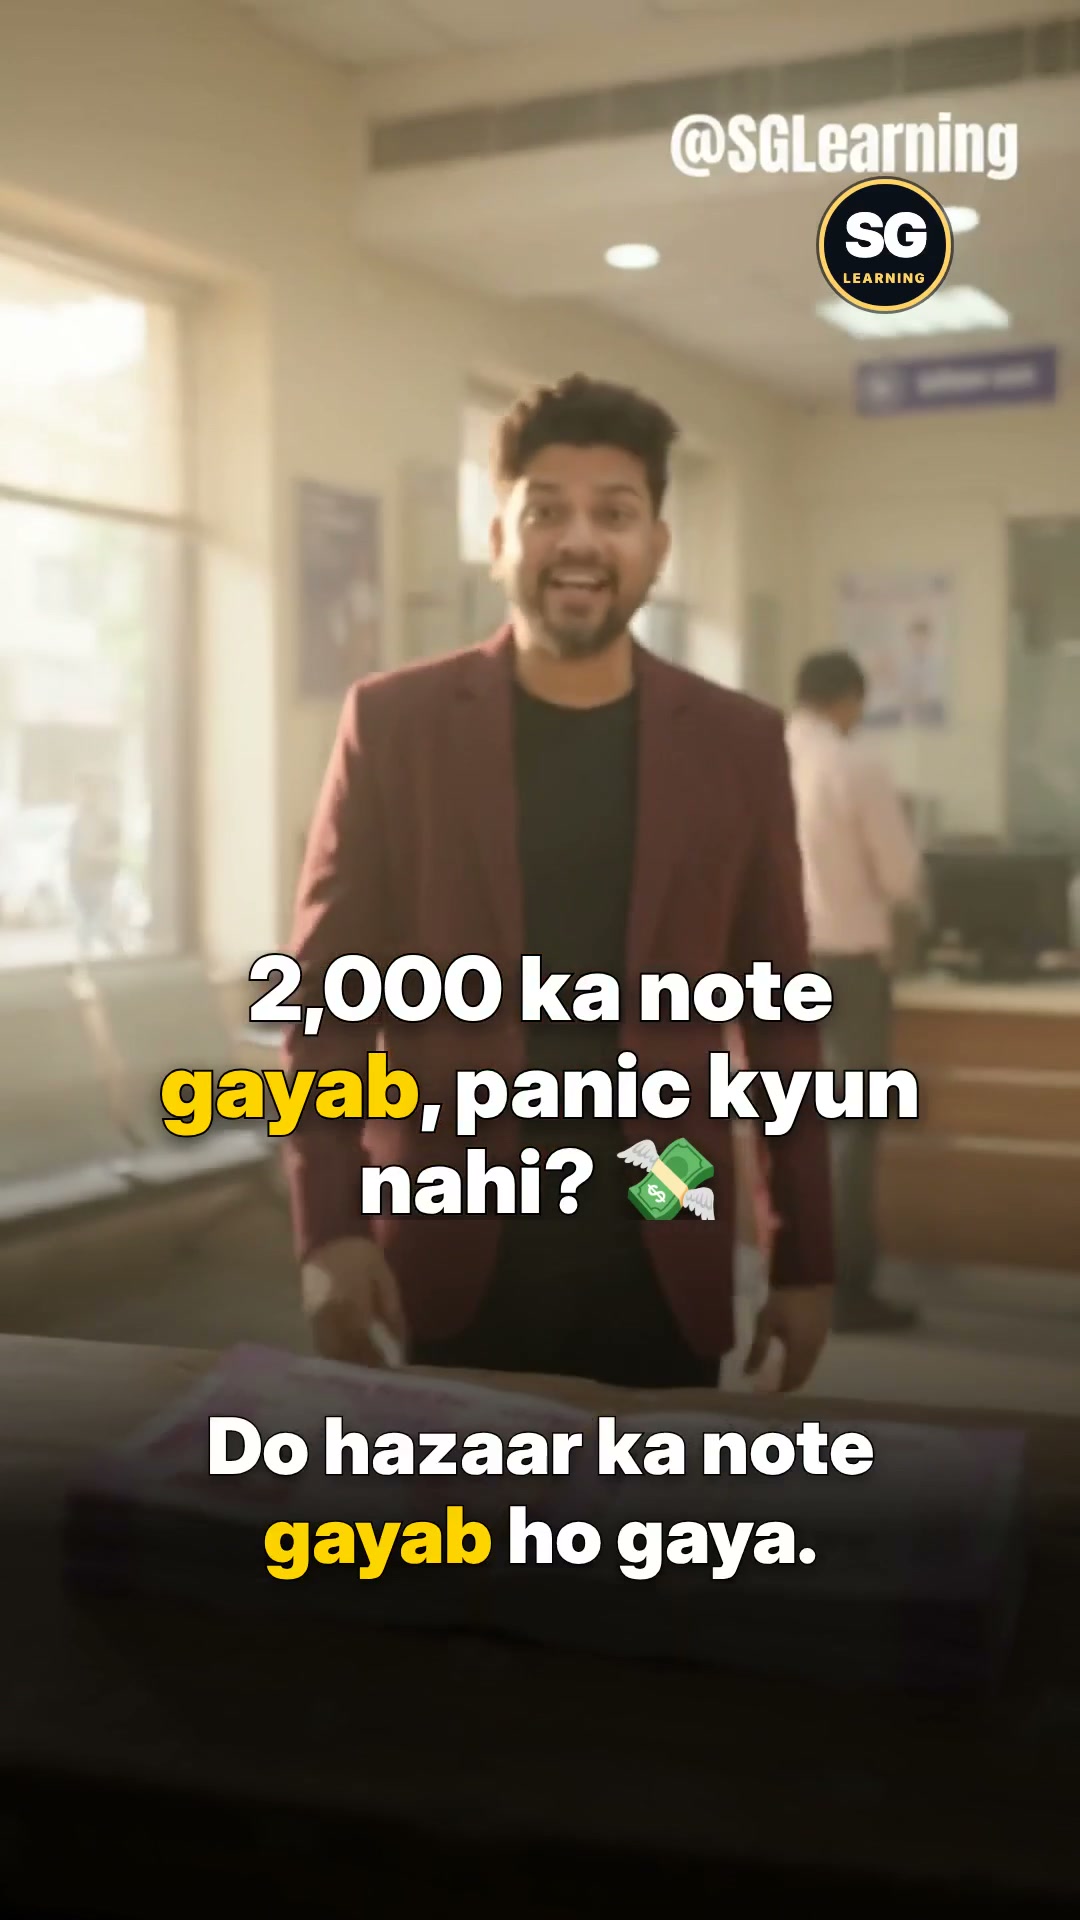 @SGLearning
SG
LEARNING
2,000 ka note
gayab, panic kyun
nahi? 💸
Do hazaar ka note
gayab ho gaya.